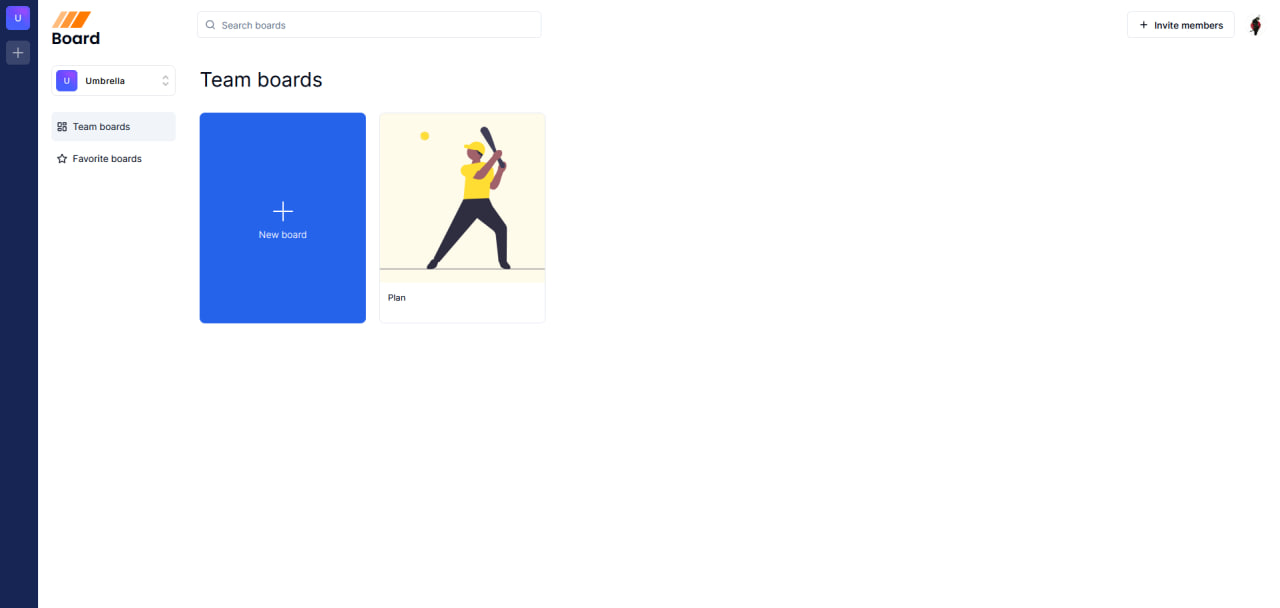 U
Board
Search boards
Invite members
U
Umbrella
Team boards
Favorite boards
Team boards
New board
Plan